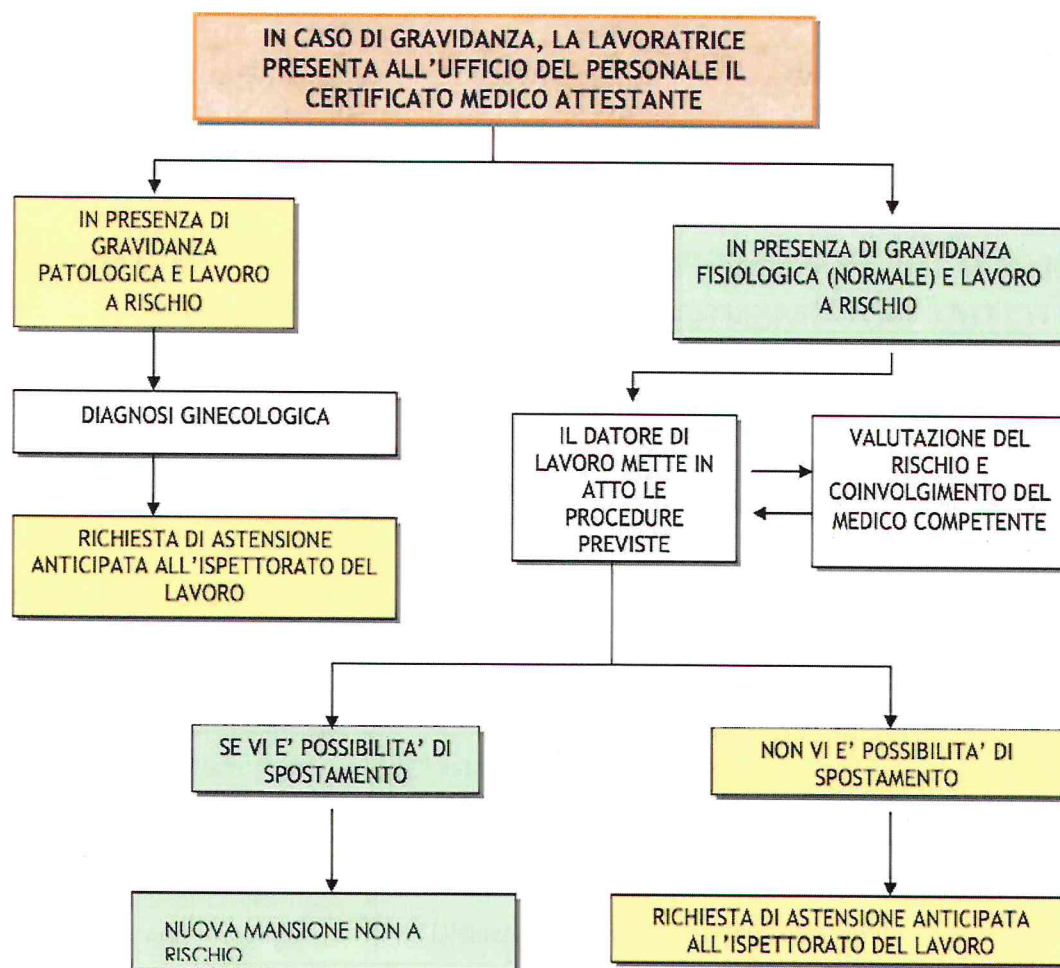 IN CASO DI GRAVIDANZA, LA LAVORATRICE
PRESENTA ALL'UFFICIO DEL PERSONALE IL
CERTIFICATO MEDICO ATTESTANTE
IN PRESENZA DI
GRAVIDANZA
PATOLOGICA E LAVORO
A RISCHIO
IN PRESENZA DI GRAVIDANZA
FISIOLOGICA (NORMALE) E LAVORO
A RISCHIO
DIAGNOSI GINECOLOGICA
IL DATORE DI
LAVORO METTE IN
ATTO LE
PROCEDURE
PREVISTE
VALUTAZIONE DEL
RISCHIO E
COINVOLGIMENTO DEL
MEDICO COMPETENTE
RICHIESTA DI ASTENSIONE
ANTICIPATA ALL'ISPETTORATO DEL
LAVORO
SE VI E' POSSIBILITA' DI
SPOSTAMENTO
NON VI E' POSSIBILITA' DI
SPOSTAMENTO
NUOVA MANSIONE NON A
RISCHIO
RICHIESTA DI ASTENSIONE ANTICIPATA
ALL'ISPETTORATO DEL LAVORO